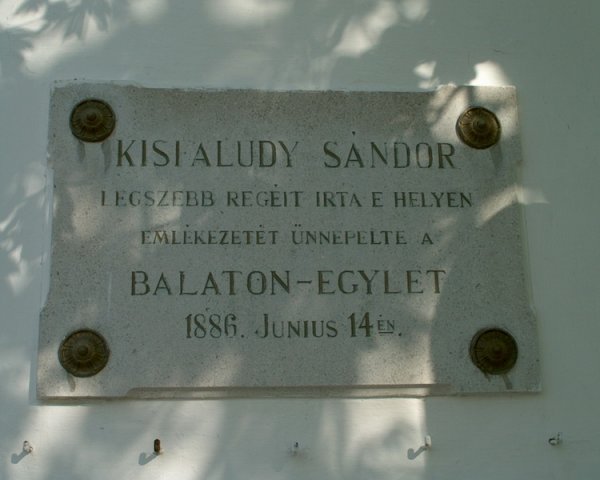 KISFALUDY SÁNDOR
LEGSZEBB REGÉIT IRTA E HELYEN
EMLÉKEZETÉT ÜNNEPELTE A
BALATON-EGYLET
1886. JUNIUS 14ÉN.